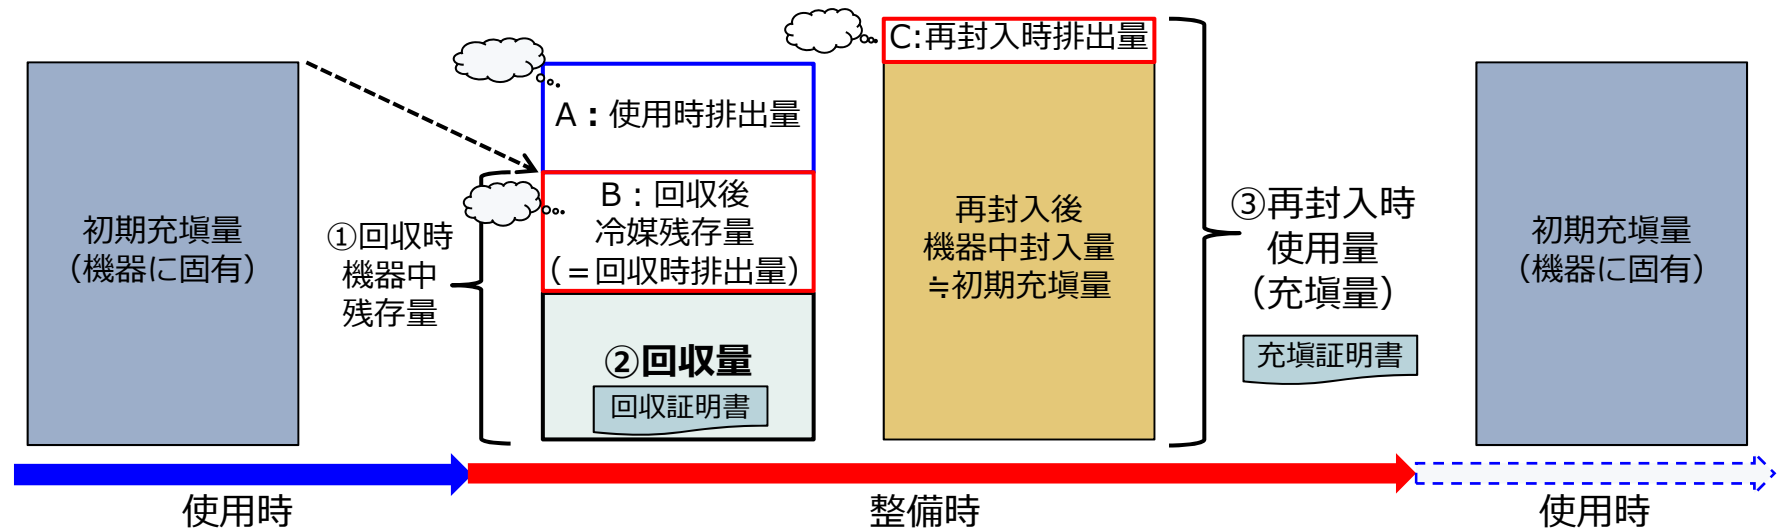 初期充塡量
（機器に固有）
①回収時
機器中
残存量
A：使用時排出量
B：回収後
冷媒残存量
（＝回収時排出量）
②回収量
回収証明書
C:再封入時排出量
再封入後
機器中封入量
≒初期充塡量
③再封入時
使用量
（充塡量）
充塡証明書
初期充塡量
（機器に固有）
使用時
整備時
使用時